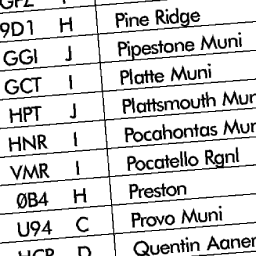 9D1 H Pine Ridge
GGI J Pipestone Muni
GCT I Platte Muni
HPT J Plattsmouth Mun
HNR I Pocahontas Mun
VMR I Pocatello Rgnl
ØB4 H Preston
U94 C Provo Muni
D Quentin Aaner